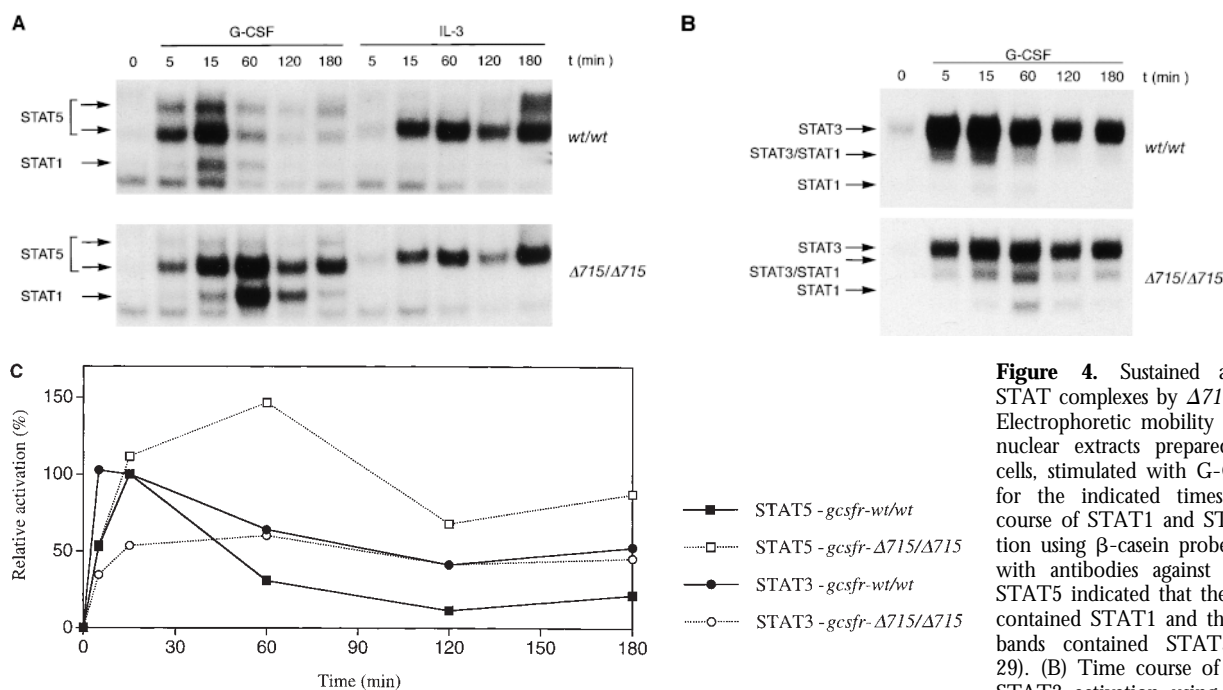 A
G-CSF
IL-3
0 5 15 60 120 180 5 15 60 120 180 t (min)
STAT5
STAT1
wt/wt
STAT5
STAT1
Δ715/Δ715
B
G-CSF
0 5 15 60 120 180 t (min)
STAT3
STAT3/STAT1
STAT1
wt/wt
STAT3
STAT3/STAT1
STAT1
Δ715/Δ715
C
Relative activation (%)
150
100
50
0
0 30 60 90 120 150 180
Time (min)
STAT5 - gcsfr-wt/wt
STAT5 - gcsfr-Δ715/Δ715
STAT3 - gcsfr-wt/wt
STAT3 - gcsfr-Δ715/Δ715
Figure 4. Sustained a
STAT complexes by Δ71
Electrophoretic mobility
nuclear extracts prepared
cells, stimulated with G-C
for the indicated times
course of STAT1 and ST
tion using β-casein probe
with antibodies against
STAT5 indicated that the
contained STAT1 and th
bands contained STAT
29). (B) Time course of